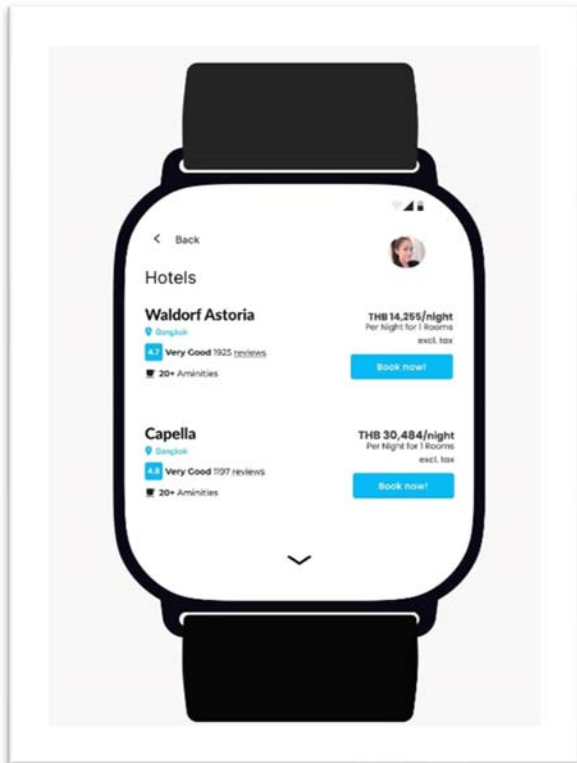 Back
Hotels
Waldorf Astoria
Bangkok
4.7 Very Good 1925 reviews
20+ Aminities
THB 14,255/night
Per Night for 1 Rooms
excl. tax
Book now!
Capella
Bangkok
4.8 Very Good 1197 reviews
20+ Aminities
THB 30,484/night
Per Night for 1 Rooms
excl. tax
Book now!